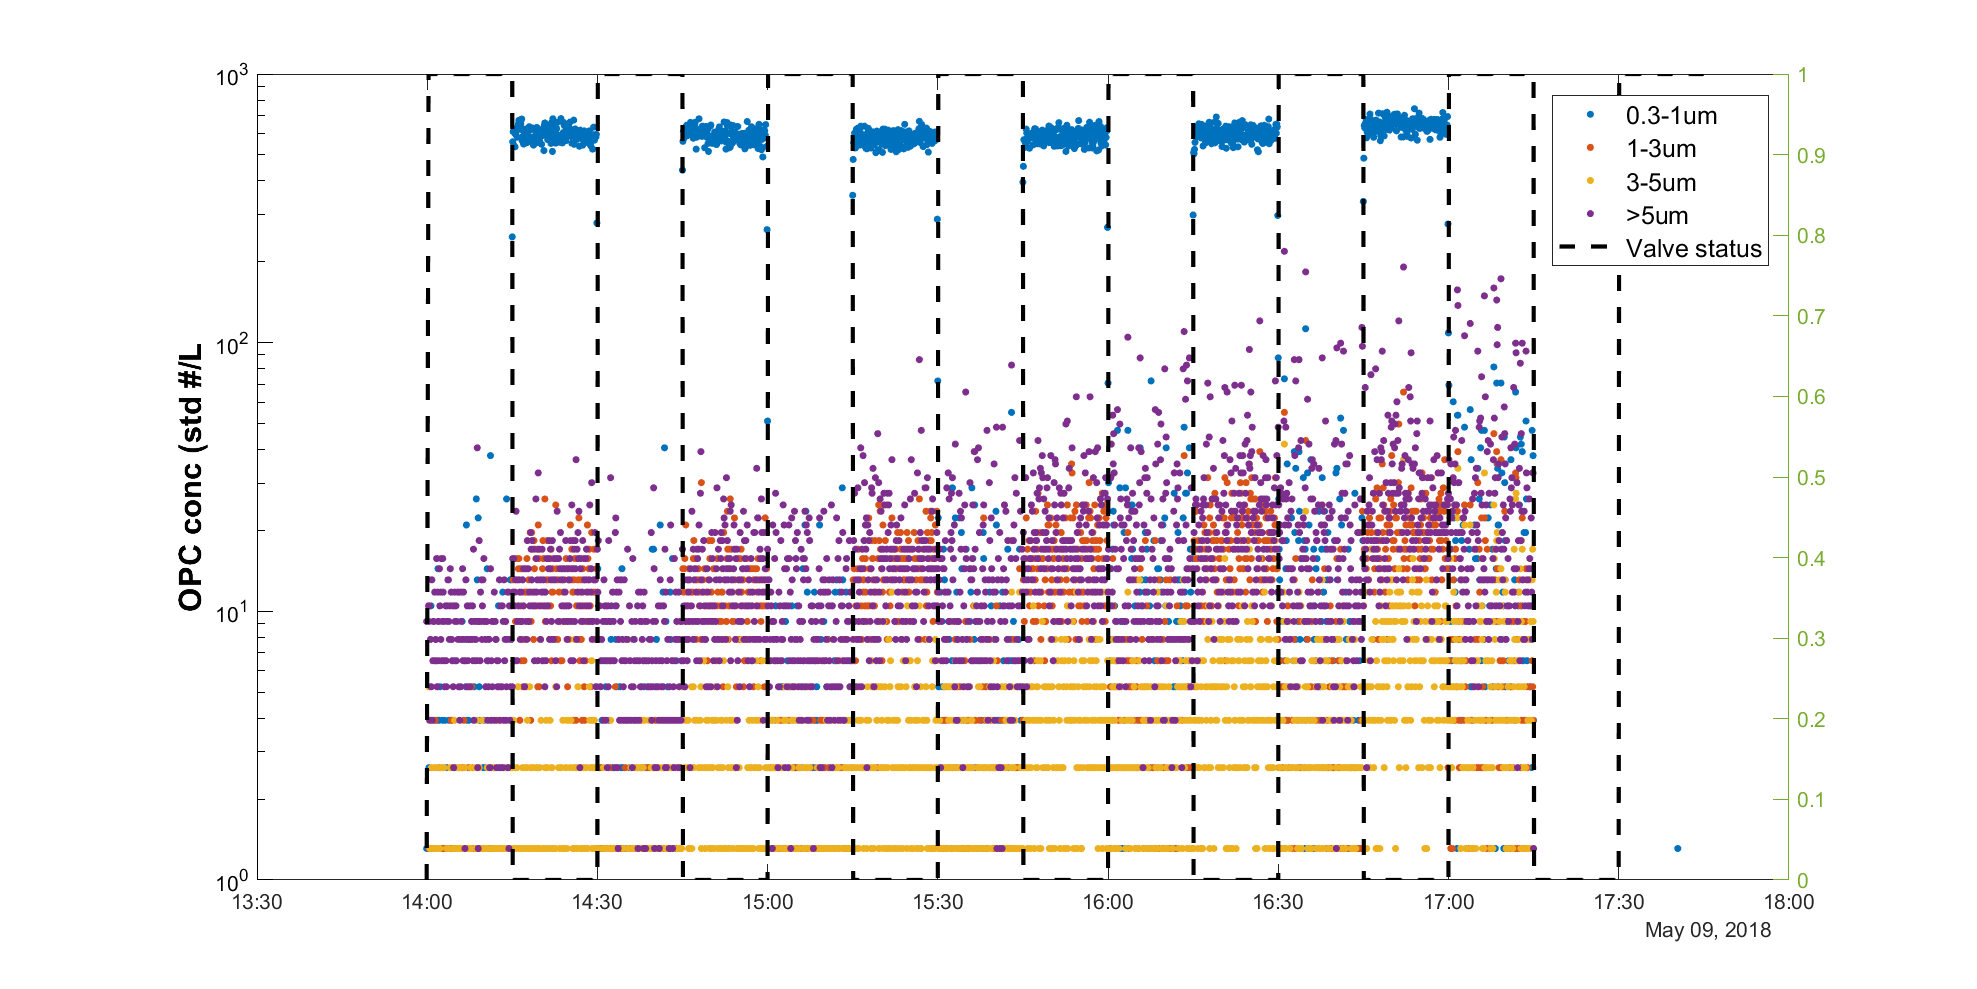 OPC conc (std #/L
10^3
10^2
10^1
10^0
1
0.9
0.8
0.7
0.6
0.5
0.4
0.3
0.2
0.1
0
0.3-1um
1-3um
3-5um
>5um
Valve status
13:30 14:00 14:30 15:00 15:30 16:00 16:30 17:00 17:30 18:00
May 09, 2018